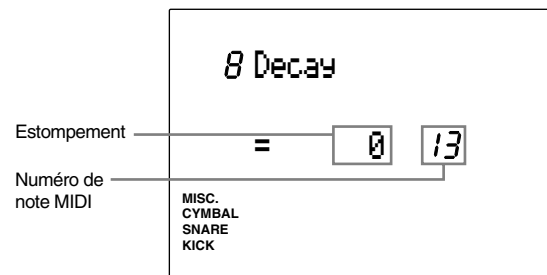 8 Decay
Estompement
= 0 13
Numéro de
note MIDI
MISC.
CYMBAL
SNARE
KICK